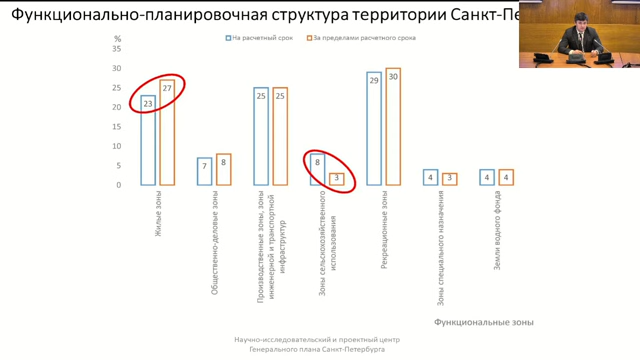 Функционально-планировочная структура территории Санкт-Пе
%
На расчетный срок
За пределами расчетного срока
35
30
25
20
15
10
5
0
23
27
7
8
25
25
8
3
29
30
4
3
4
4
Жилые зоны
Общественно-деловые зоны
Производственные зоны, зоны
инженерной и транспортной
инфраструктур
Зоны сельскохозяйственного
использования
Рекреационные зоны
Зоны специального назначения
Земли водного фонда
Функциональные зоны
Научно-исследовательский и проектный центр
Генерального плана Санкт-Петербурга